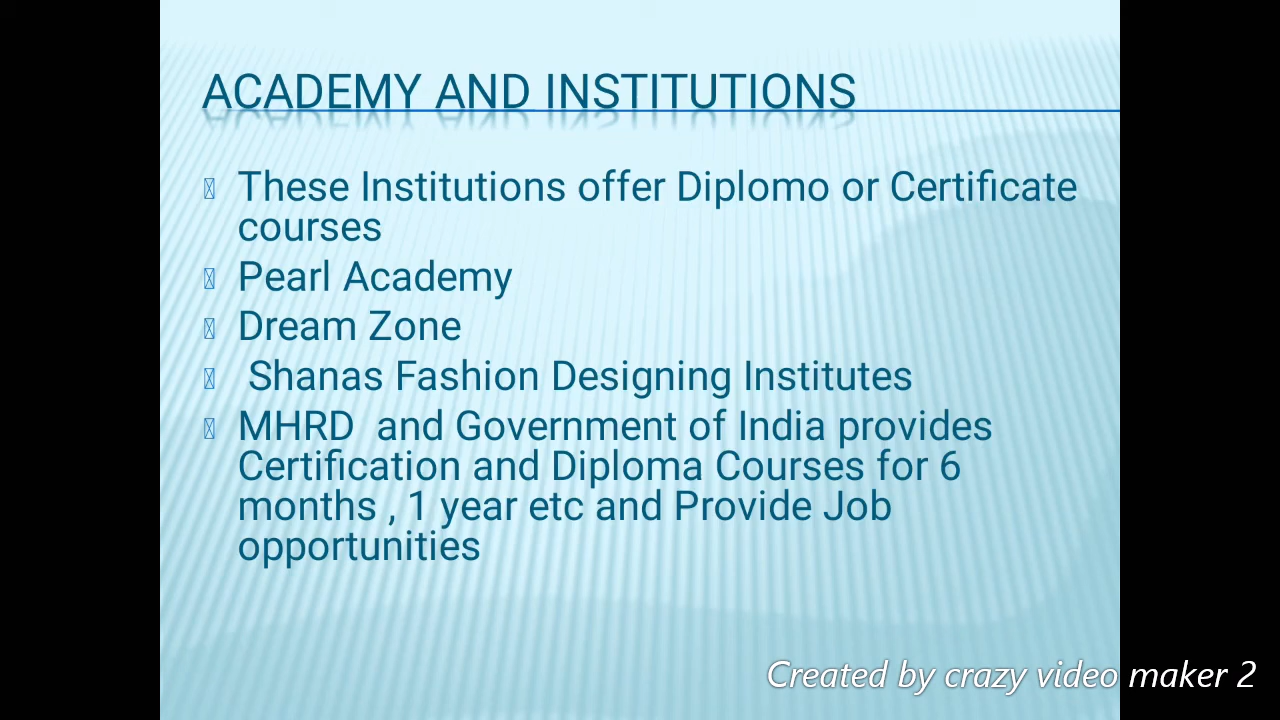 ACADEMY AND INSTITUTIONS
These Institutions offer Diplomo or Certificate
courses
Pearl Academy
Dream Zone
Shanas Fashion Designing Institutes
MHRD and Government of India provides
Certification and Diploma Courses for 6
months , 1 year etc and Provide Job
opportunities
Created by crazy video maker 2